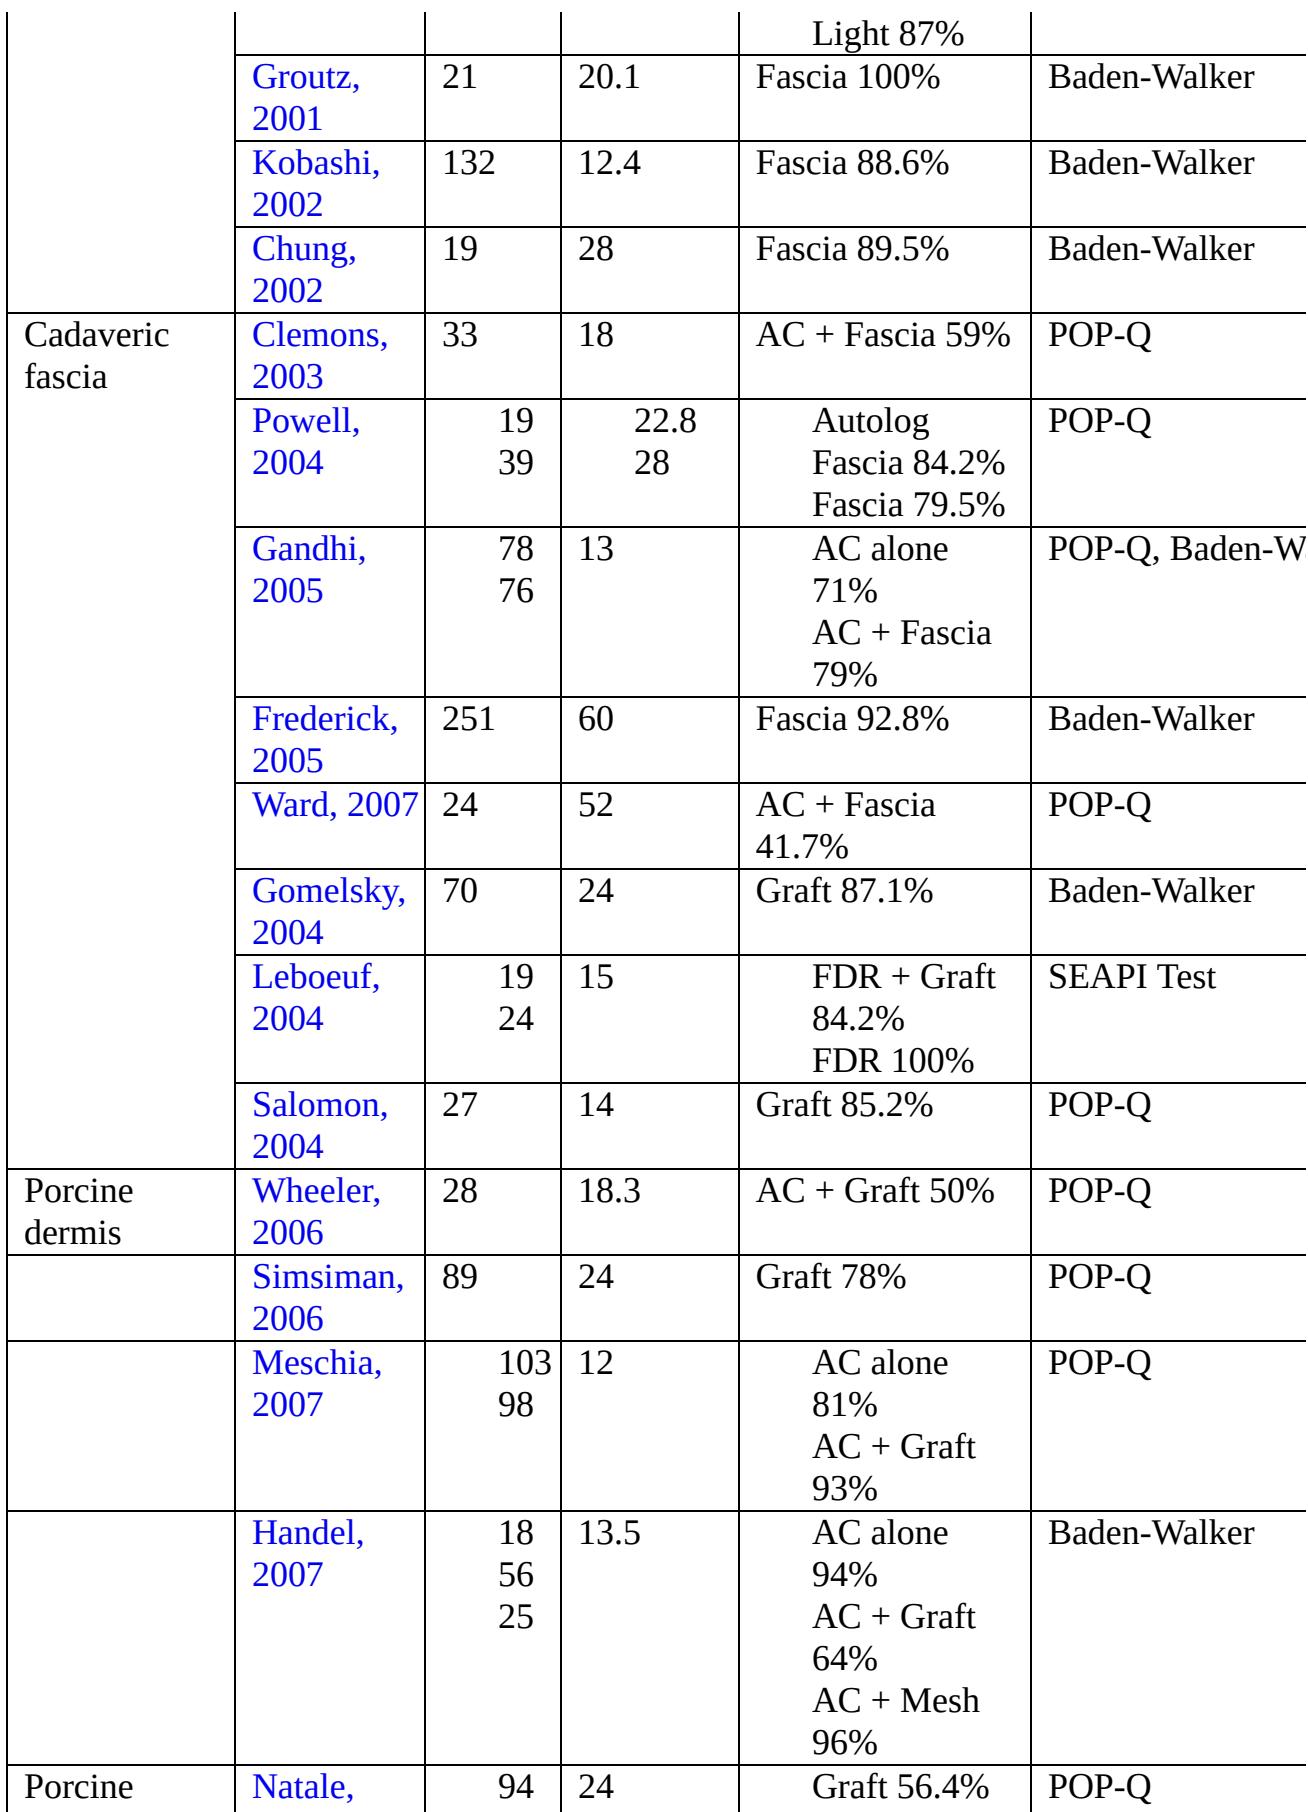 Light 87%
Groutz, 2001 21 20.1 Fascia 100% Baden-Walker
Kobashi, 2002 132 12.4 Fascia 88.6% Baden-Walker
Chung, 2002 19 28 Fascia 89.5% Baden-Walker
Cadaveric fascia Clemons, 2003 33 18 AC + Fascia 59% POP-Q
Powell, 2004 19 39 22.8 28 Autolog Fascia 84.2% Fascia 79.5% POP-Q
Gandhi, 2005 78 76 13 AC alone 71% AC + Fascia 79% POP-Q, Baden-W
Frederick, 2005 251 60 Fascia 92.8% Baden-Walker
Ward, 2007 24 52 AC + Fascia 41.7% POP-Q
Gomelsky, 2004 70 24 Graft 87.1% Baden-Walker
Leboeuf, 2004 19 24 15 FDR + Graft 84.2% FDR 100% SEAPI Test
Salomon, 2004 27 14 Graft 85.2% POP-Q
Porcine dermis Wheeler, 2006 28 18.3 AC + Graft 50% POP-Q
Simsiman, 2006 89 24 Graft 78% POP-Q
Meschia, 2007 103 98 12 AC alone 81% AC + Graft 93% POP-Q
Handel, 2007 18 56 25 13.5 AC alone 94% AC + Graft 64% AC + Mesh 96% Baden-Walker
Porcine Natale, 94 24 Graft 56.4% POP-Q